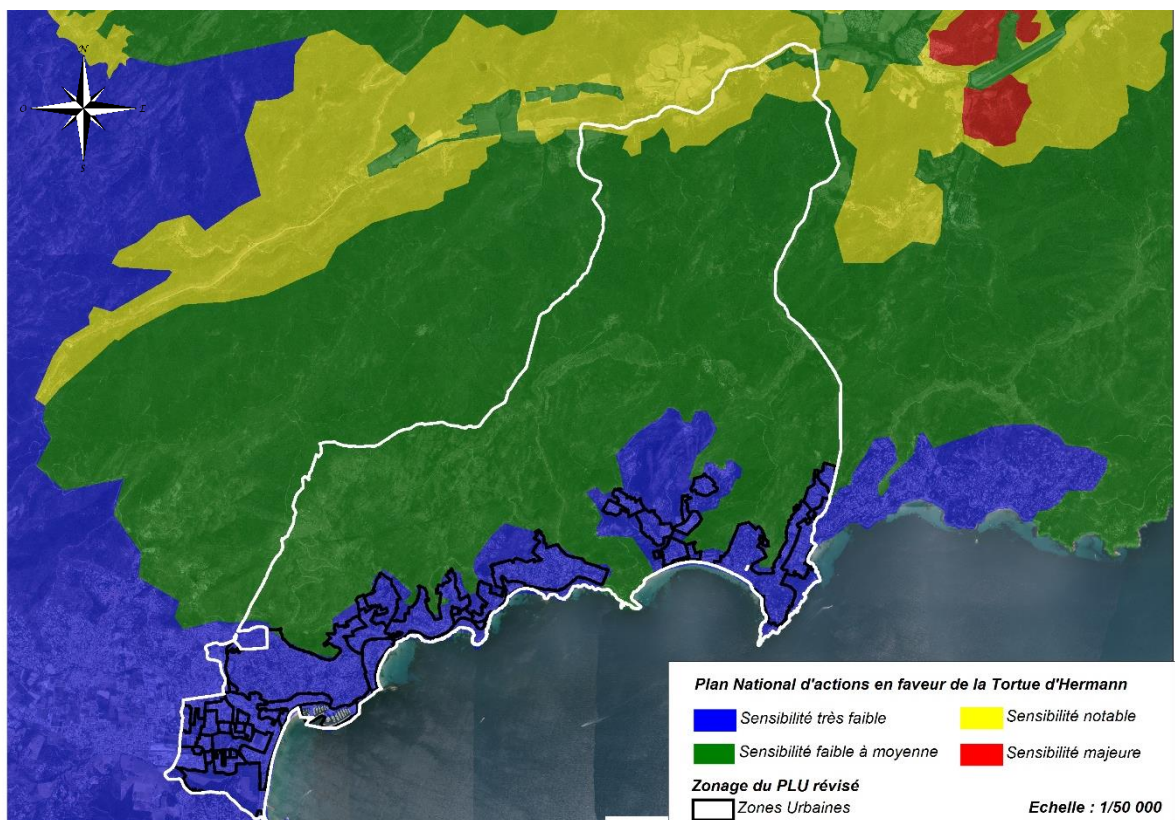 N
O E
S
Plan National d'actions en faveur de la Tortue d'Hermann
Sensibilité très faible Sensibilité notable
Sensibilité faible à moyenne Sensibilité majeure
Zonage du PLU révisé
Zones Urbaines Echelle : 1/50 000